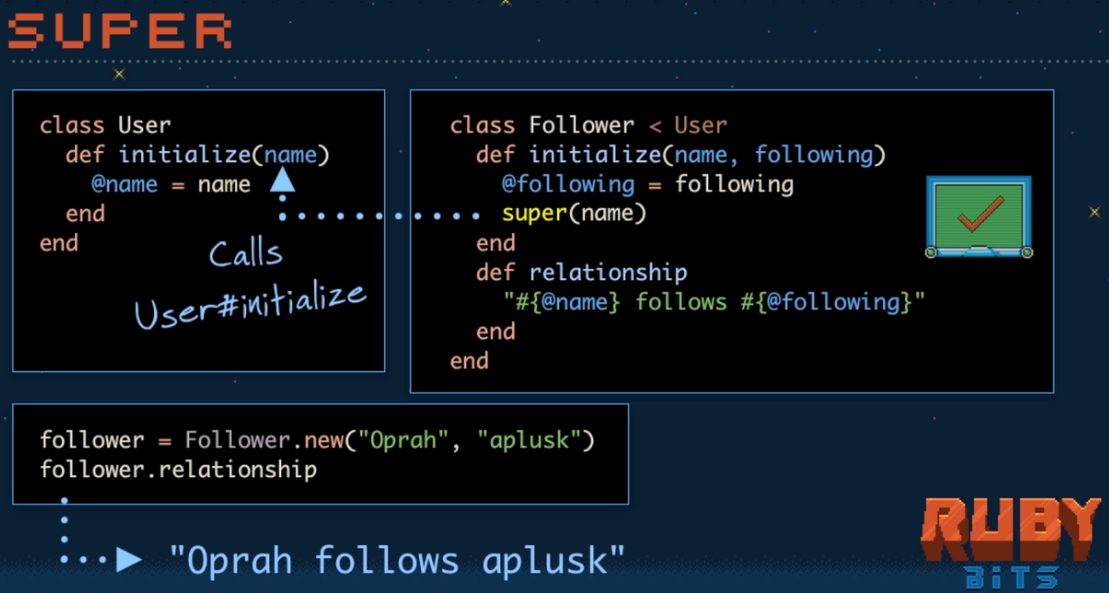 SUPER
class User
  def initialize(name)
    @name = name
  end
end
Calls
User#initialize
class Follower < User
  def initialize(name, following)
    @following = following
    super(name)
  end
  def relationship
    "#{@name} follows #{@following}"
  end
end
follower = Follower.new("Oprah", "aplusk")
follower.relationship
"Oprah follows aplusk"
RUBY
BITS